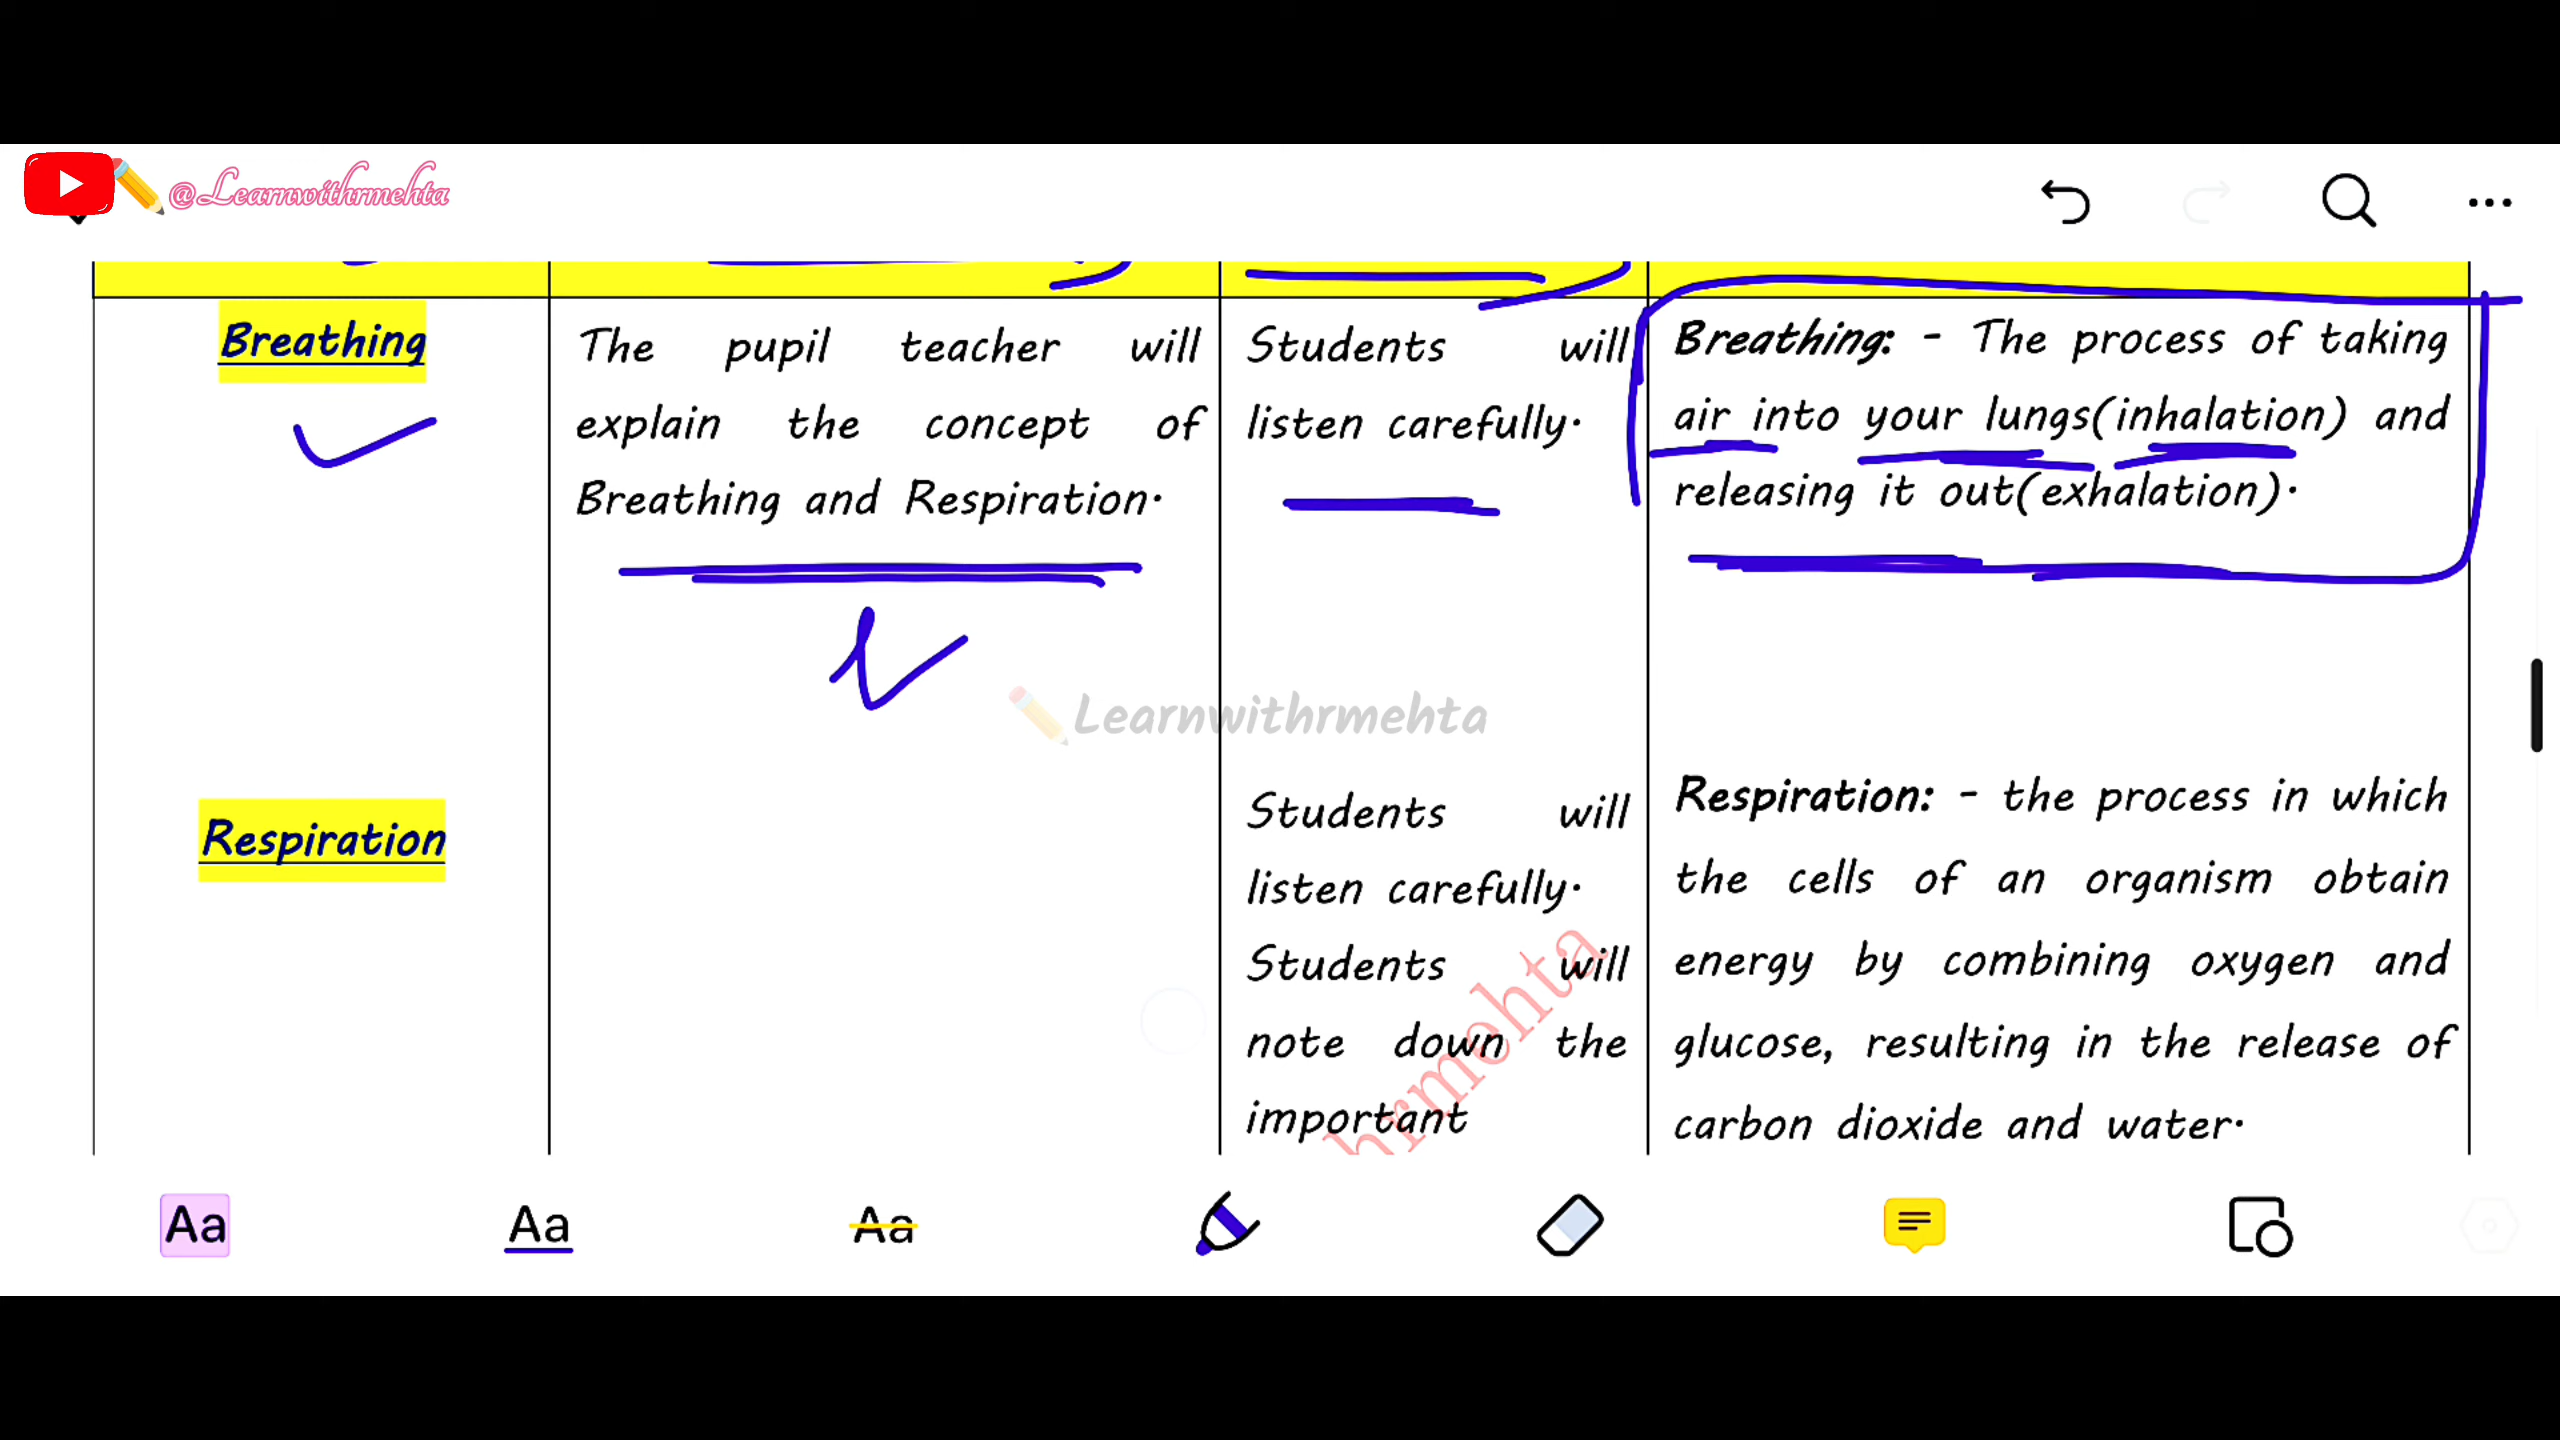 @Learnwithrmehta
Breathing
The pupil teacher will
explain the concept of
Breathing and Respiration.
Students will
listen carefully.
Breathing: - The process of taking
air into your lungs(inhalation) and
releasing it out(exhalation).
Learnwithrmehta
Respiration
Students will
listen carefully.
Students will
note down the
important
Respiration: - the process in which
the cells of an organism obtain
energy by combining oxygen and
glucose, resulting in the release of
carbon dioxide and water.
hrmehta
Aa
Aa
Aa